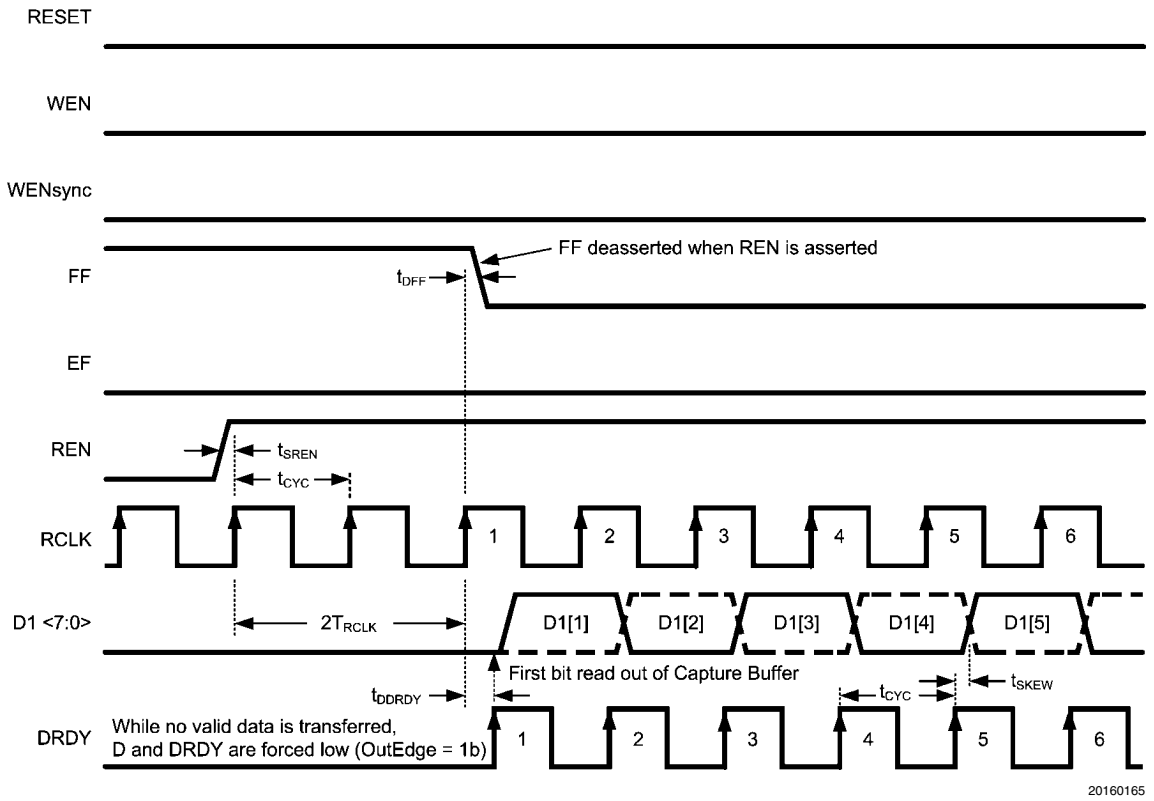 RESET
WEN
WENsync
FF deasserted when REN is asserted
FF
tDFF
EF
REN
tSREN
tCYC
RCLK
1 2 3 4 5 6
D1 <7:0>
2TRCLK
D1[1] D1[2] D1[3] D1[4] D1[5]
First bit read out of Capture Buffer
tDDRDY
tCYC
tSKEW
While no valid data is transferred,
D and DRDY are forced low (OutEdge = 1b)
DRDY
1 2 3 4 5 6
20160165